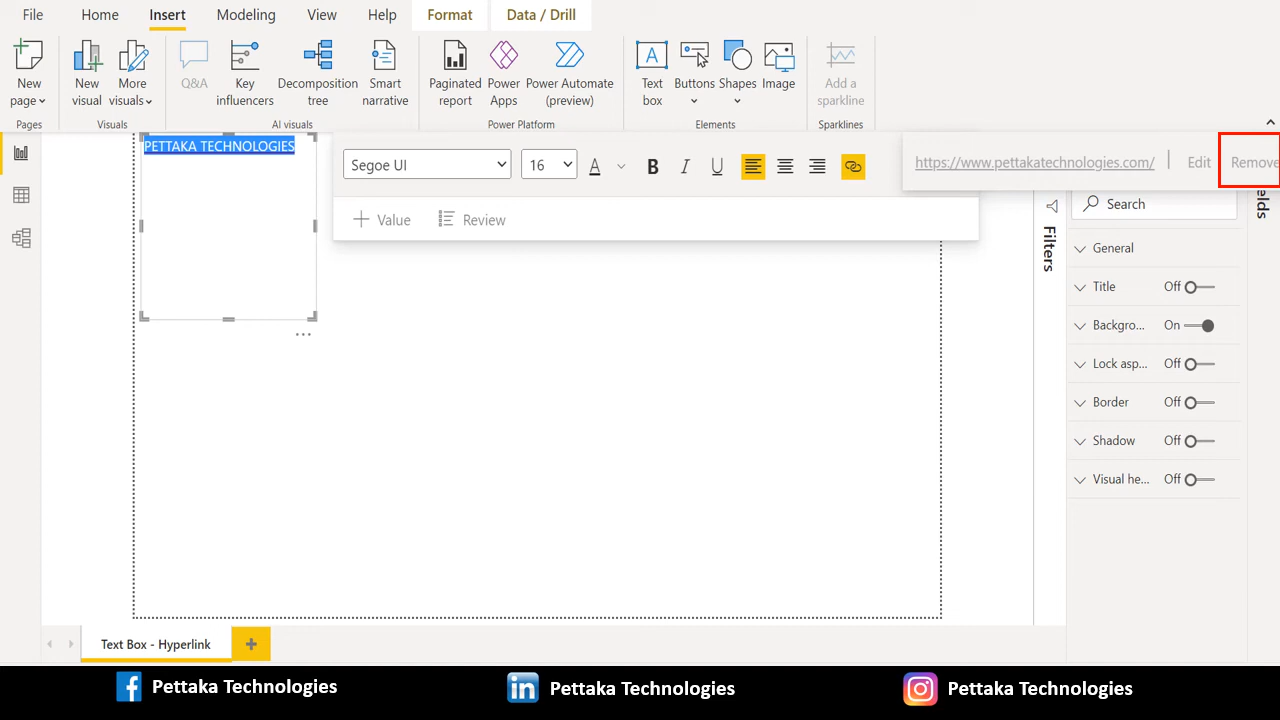 File Home Insert Modeling View Help Format Data / Drill
New page
New visual
More visuals
Q&A
Key influencers
Decomposition tree
Smart narrative
Paginated report
Power Apps
Power Automate (preview)
Text box
Buttons
Shapes
Image
Add a sparkline
Pages Visuals AI visuals Power Platform Elements Sparklines
PETTAKA TECHNOLOGIES
Segoe UI 16 A B I U
https://www.pettakatechnologies.com/ | Edit Remove
Value Review
Filters
Search
General
Title Off
Backgro... On
Lock asp... Off
Border Off
Shadow Off
Visual he... Off
Text Box - Hyperlink
Pettaka Technologies Pettaka Technologies Pettaka Technologies